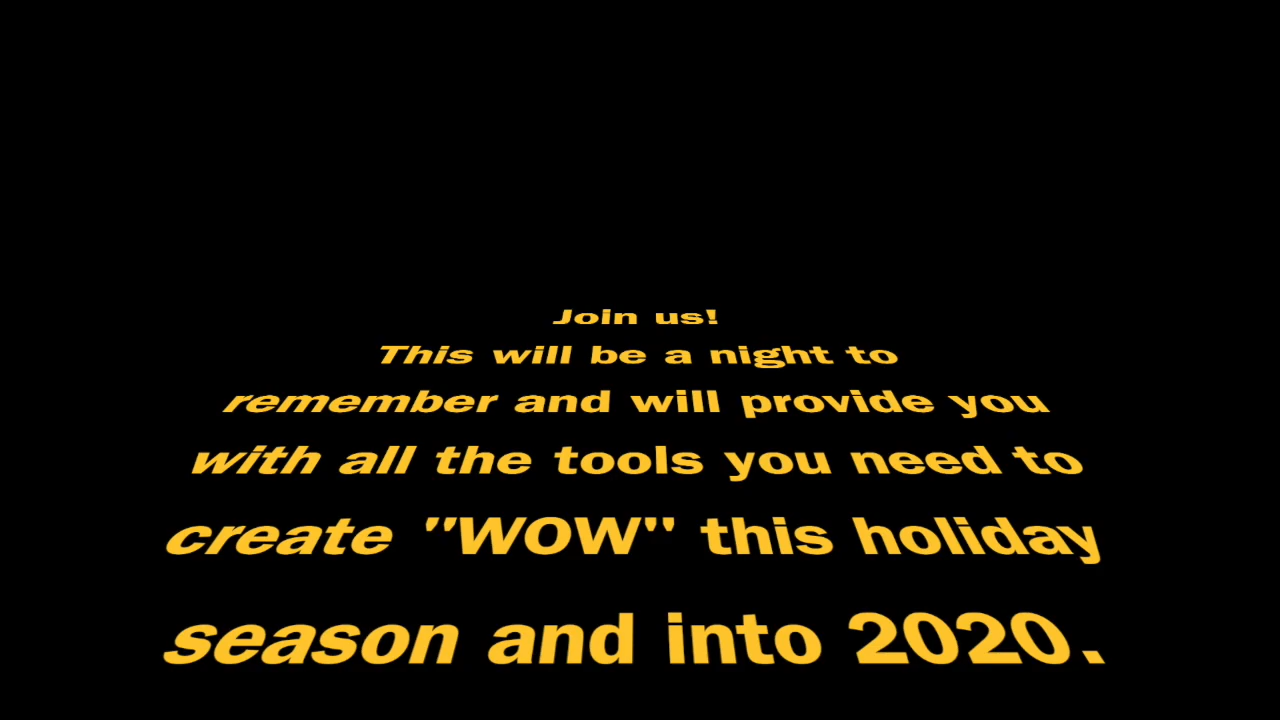 Join us!
This will be a night to
remember and will provide you
with all the tools you need to
create "WOW" this holiday
season and into 2020.